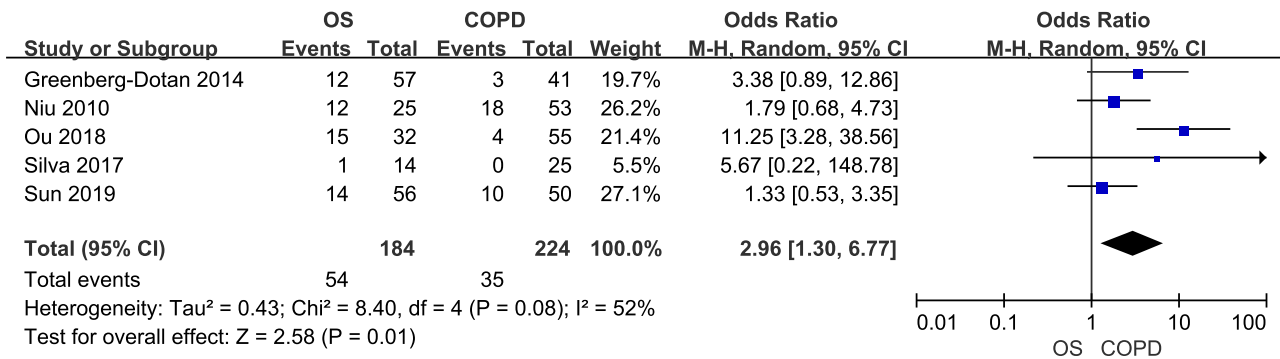 OS COPD Odds Ratio Odds Ratio
Study or Subgroup Events Total Events Total Weight M-H, Random, 95% CI M-H, Random, 95% CI
Greenberg-Dotan 2014 12 57 3 41 19.7% 3.38 [0.89, 12.86]
Niu 2010 12 25 18 53 26.2% 1.79 [0.68, 4.73]
Ou 2018 15 32 4 55 21.4% 11.25 [3.28, 38.56]
Silva 2017 1 14 0 25 5.5% 5.67 [0.22, 148.78]
Sun 2019 14 56 10 50 27.1% 1.33 [0.53, 3.35]
Total (95% CI) 184 224 100.0% 2.96 [1.30, 6.77]
Total events 54 35
Heterogeneity: Tau² = 0.43; Chi² = 8.40, df = 4 (P = 0.08); I² = 52%
Test for overall effect: Z = 2.58 (P = 0.01)
0.01 0.1 1 10 100
OS COPD